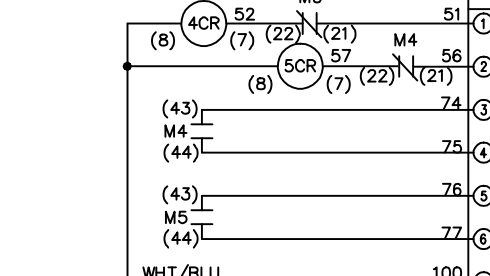 4CR 52 51 1
(8) (7) (22) (21)
5CR 57 M4 56 2
(8) (7) (22) (21)
(43) 74 3
M4
(44) 75 4
(43) 76 5
M5
(44) 77 6
WHT/BLU 100